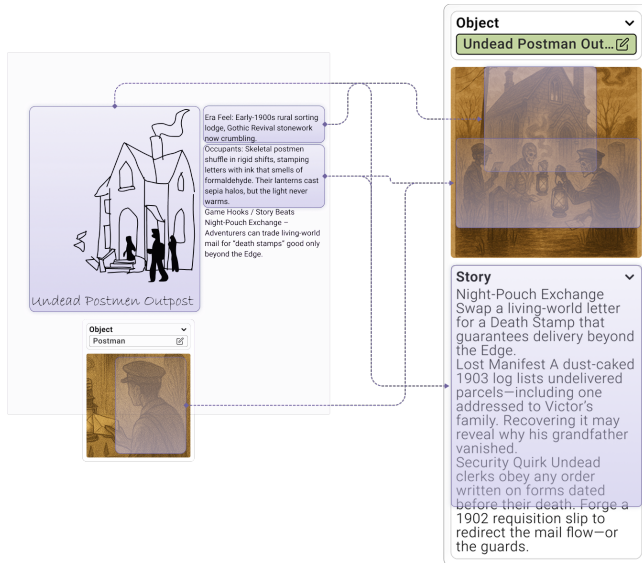 Era Feel: Early-1900s rural sorting
lodge, Gothic Revival stonework
now crumbling.
Occupants: Skeletal postmen
shuffle in rigid shifts, stamping
letters with ink that smells of
formaldehyde. Their lanterns cast
sepia halos, but the light never
warms.
Game Hooks / Story Beats
Night-Pouch Exchange –
Adventurers can trade living-world
mail for “death stamps” good only
beyond the Edge.
Undead Postmen Outpost
Object
Postman
Object
Undead Postman Out...
Story
Night-Pouch Exchange
Swap a living-world letter
for a Death Stamp that
guarantees delivery beyond
the Edge.
Lost Manifest A dust-caked
1903 log lists undelivered
parcels—including one
addressed to Victor’s
family. Recovering it may
reveal why his grandfather
vanished.
Security Quirk Undead
clerks obey any order
written on forms dated
before their death. Forge a
1902 requisition slip to
redirect the mail flow—or
the guards.